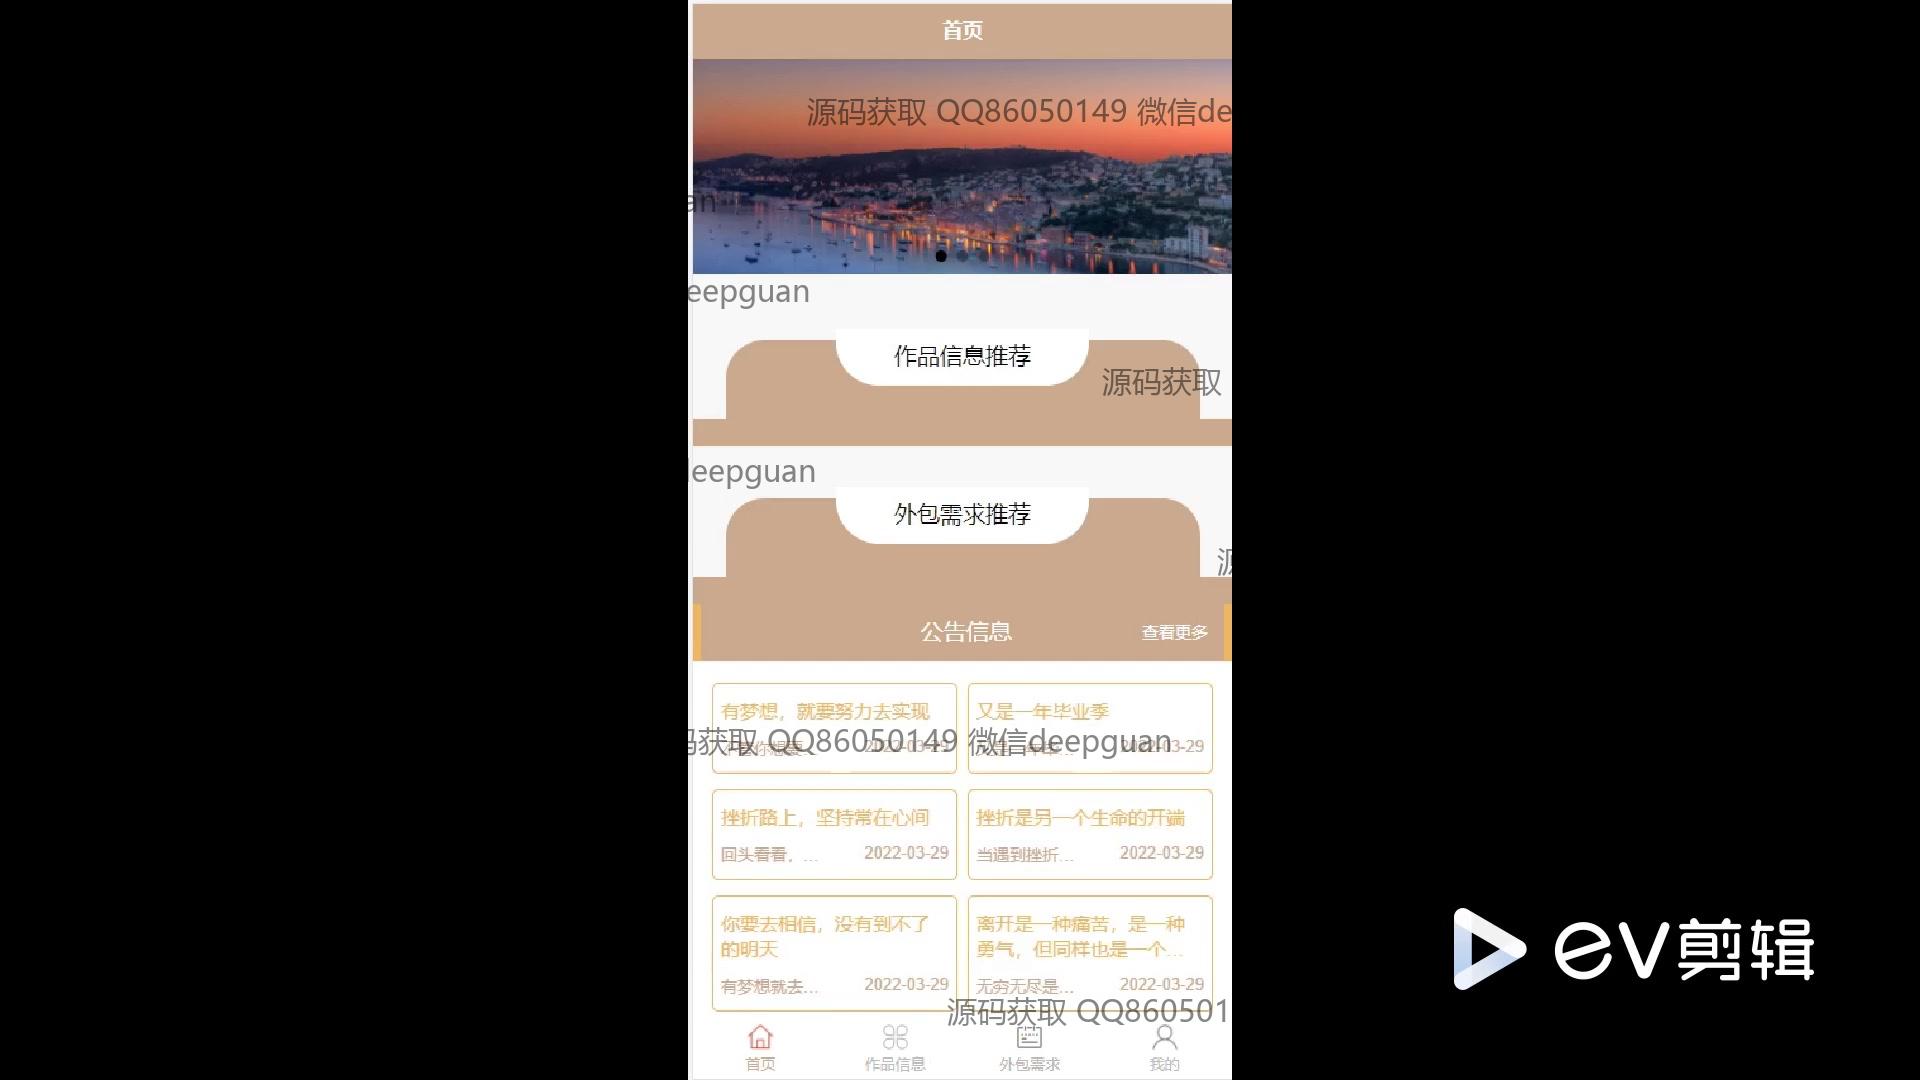 首页
源码获取 QQ86050149 微信de
an
eepguan
作品信息推荐
源码获取
eepguan
外包需求推荐
公告信息
查看更多
有梦想，就要努力去实现
又是一年毕业季
2022-03-29
2022-03-29
码获取 QQ86050149 微信deepguan
挫折路上，坚持常在心间
挫折是另一个生命的开端
回头看看，...
2022-03-29
当遇到挫折...
2022-03-29
你要去相信，没有到不了
的明天
离开是一种痛苦，是一种
勇气，但同样也是一个...
有梦想就去...
2022-03-29
无穷无尽是...
2022-03-29
源码获取 QQ860501
首页
作品信息
外包需求
我的
ev剪辑